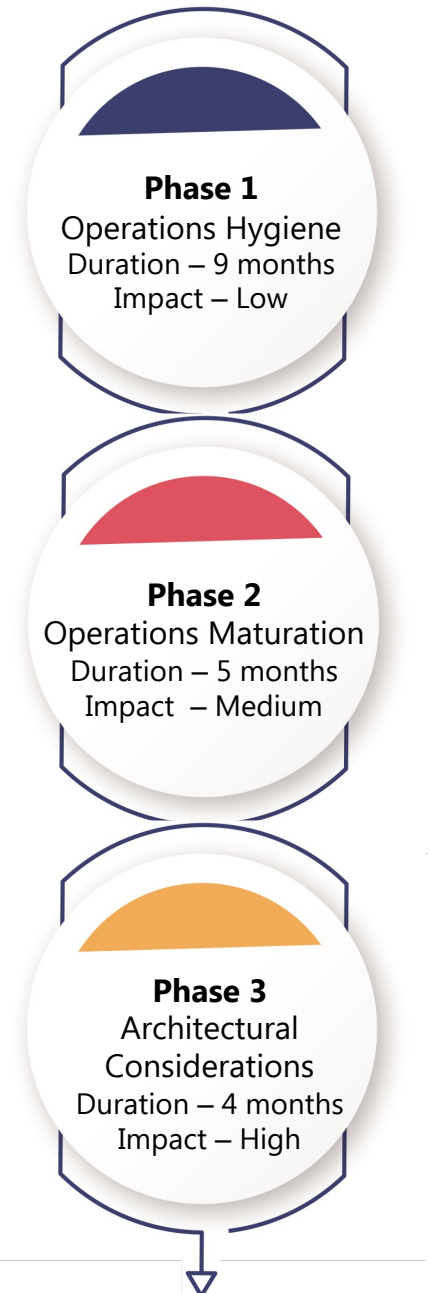 Phase 1
Operations Hygiene
Duration – 9 months
Impact – Low
Phase 2
Operations Maturation
Duration – 5 months
Impact – Medium
Phase 3
Architectural
Considerations
Duration – 4 months
Impact – High